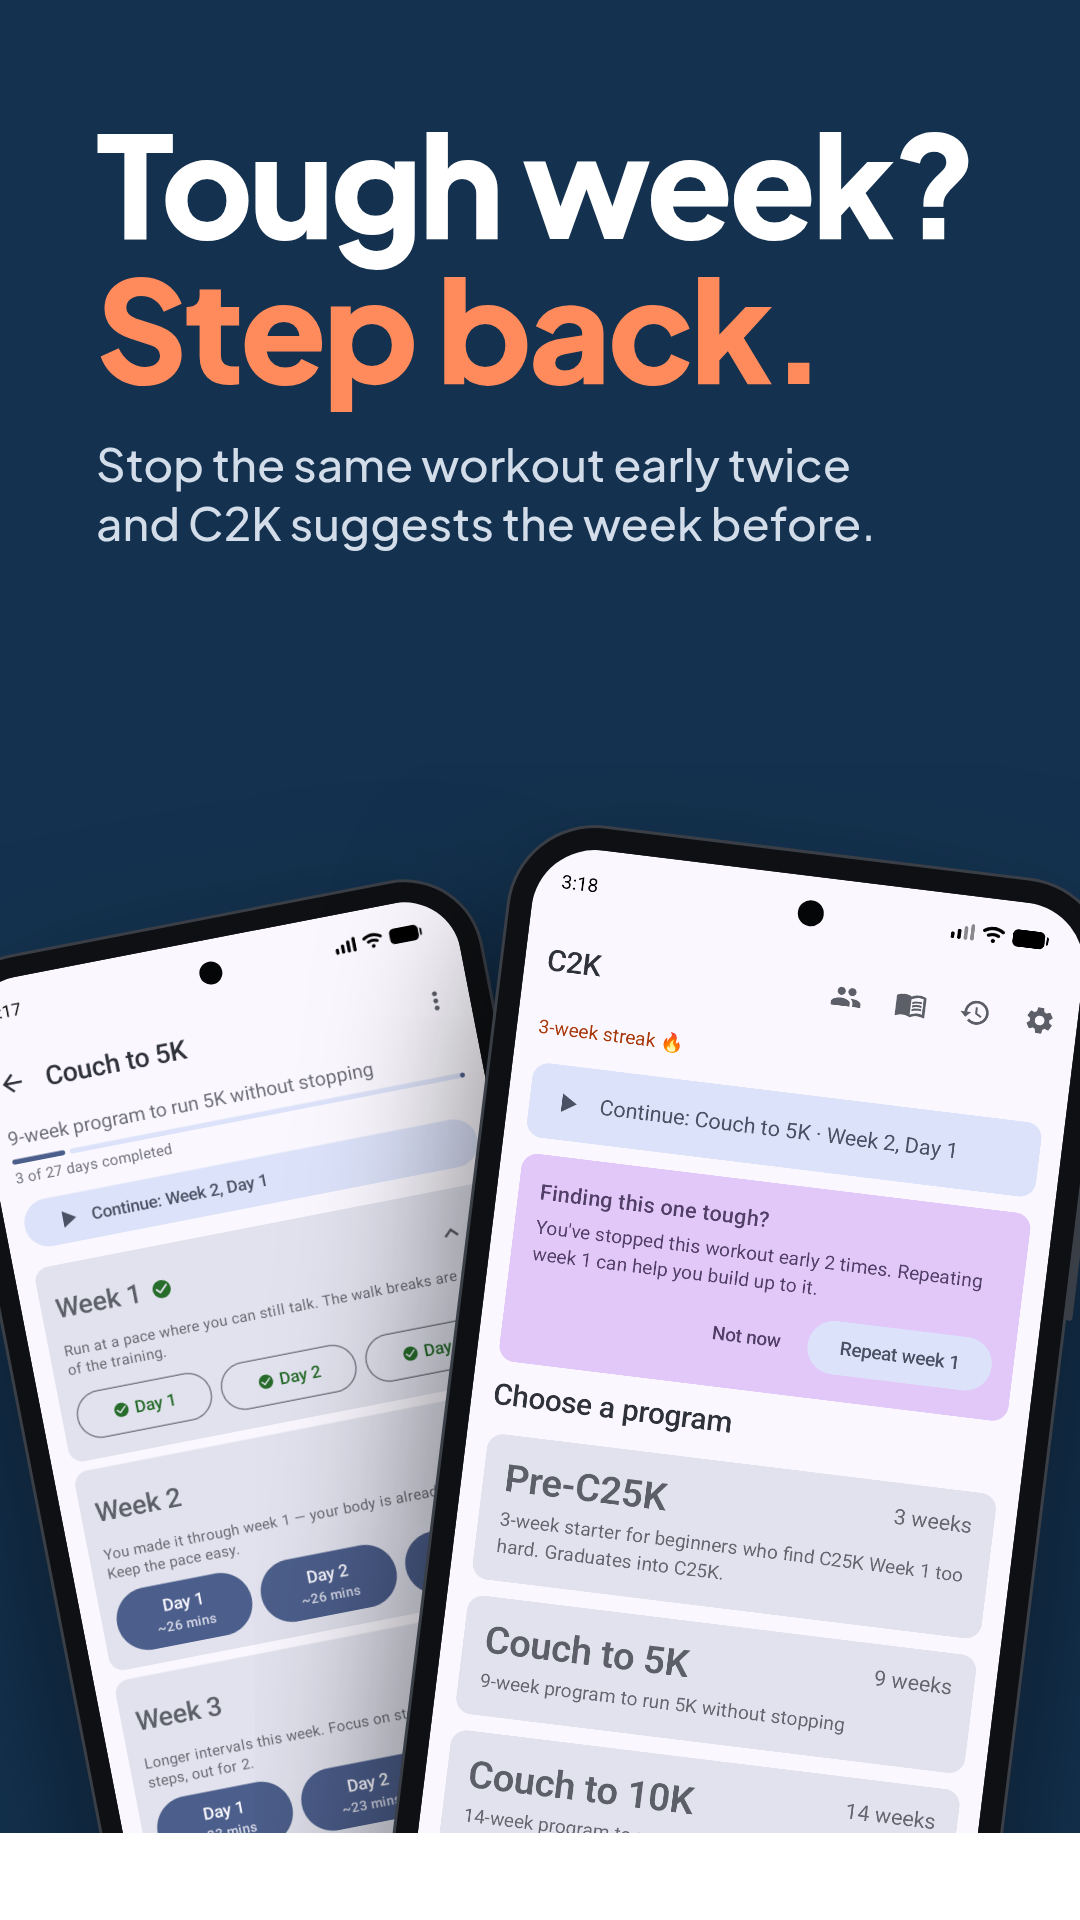 Tough week?
Step back.
Stop the same workout early twice
and C2K suggests the week before.
:17
Couch to 5K
9-week program to run 5K without stopping
3 of 27 days completed
Continue: Week 2, Day 1
Week 1
Run at a pace where you can still talk. The walk breaks are
of the training.
Day 1
Day 2
Day
Week 2
You made it through week 1 — your body is
Keep the pace easy.
Day 1
~26 mins
Day 2
~26 mins
Week 3
Longer intervals this week. Focus on
steps, out for 2.
Day 1
mins
Day 2
~23
3:18
C2K
3-week streak 🔥
Continue: Couch to 5K · Week 2, Day 1
Finding this one tough?
You've stopped this workout early 2 times. Repeating
week 1 can help you build up to it.
Not now
Repeat week 1
Choose a program
Pre-C25K
3 weeks
3-week starter for beginners who find C25K Week 1 too
hard. Graduates into C25K.
Couch to 5K
9 weeks
9-week program to run 5K without stopping
Couch to 10K
14 weeks
14-week program